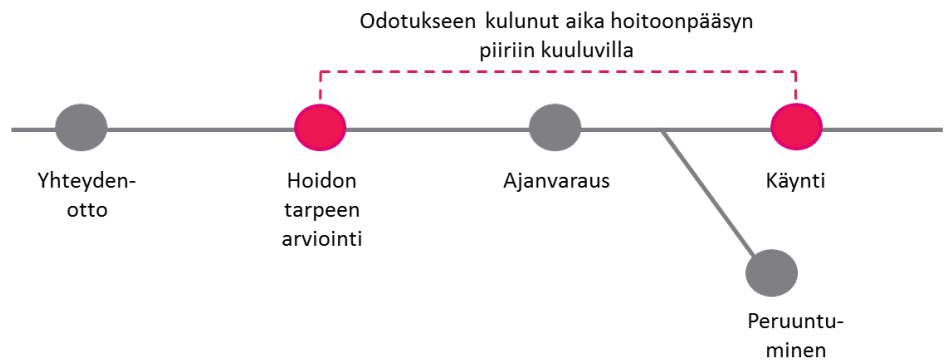 Odotukseen kulunut aika hoitoonpääsyn
piiriin kuuluvilla
Yhteyden-
otto
Hoidon
tarpeen
arviointi
Ajanvaraus
Käynti
Peruuntu-
minen